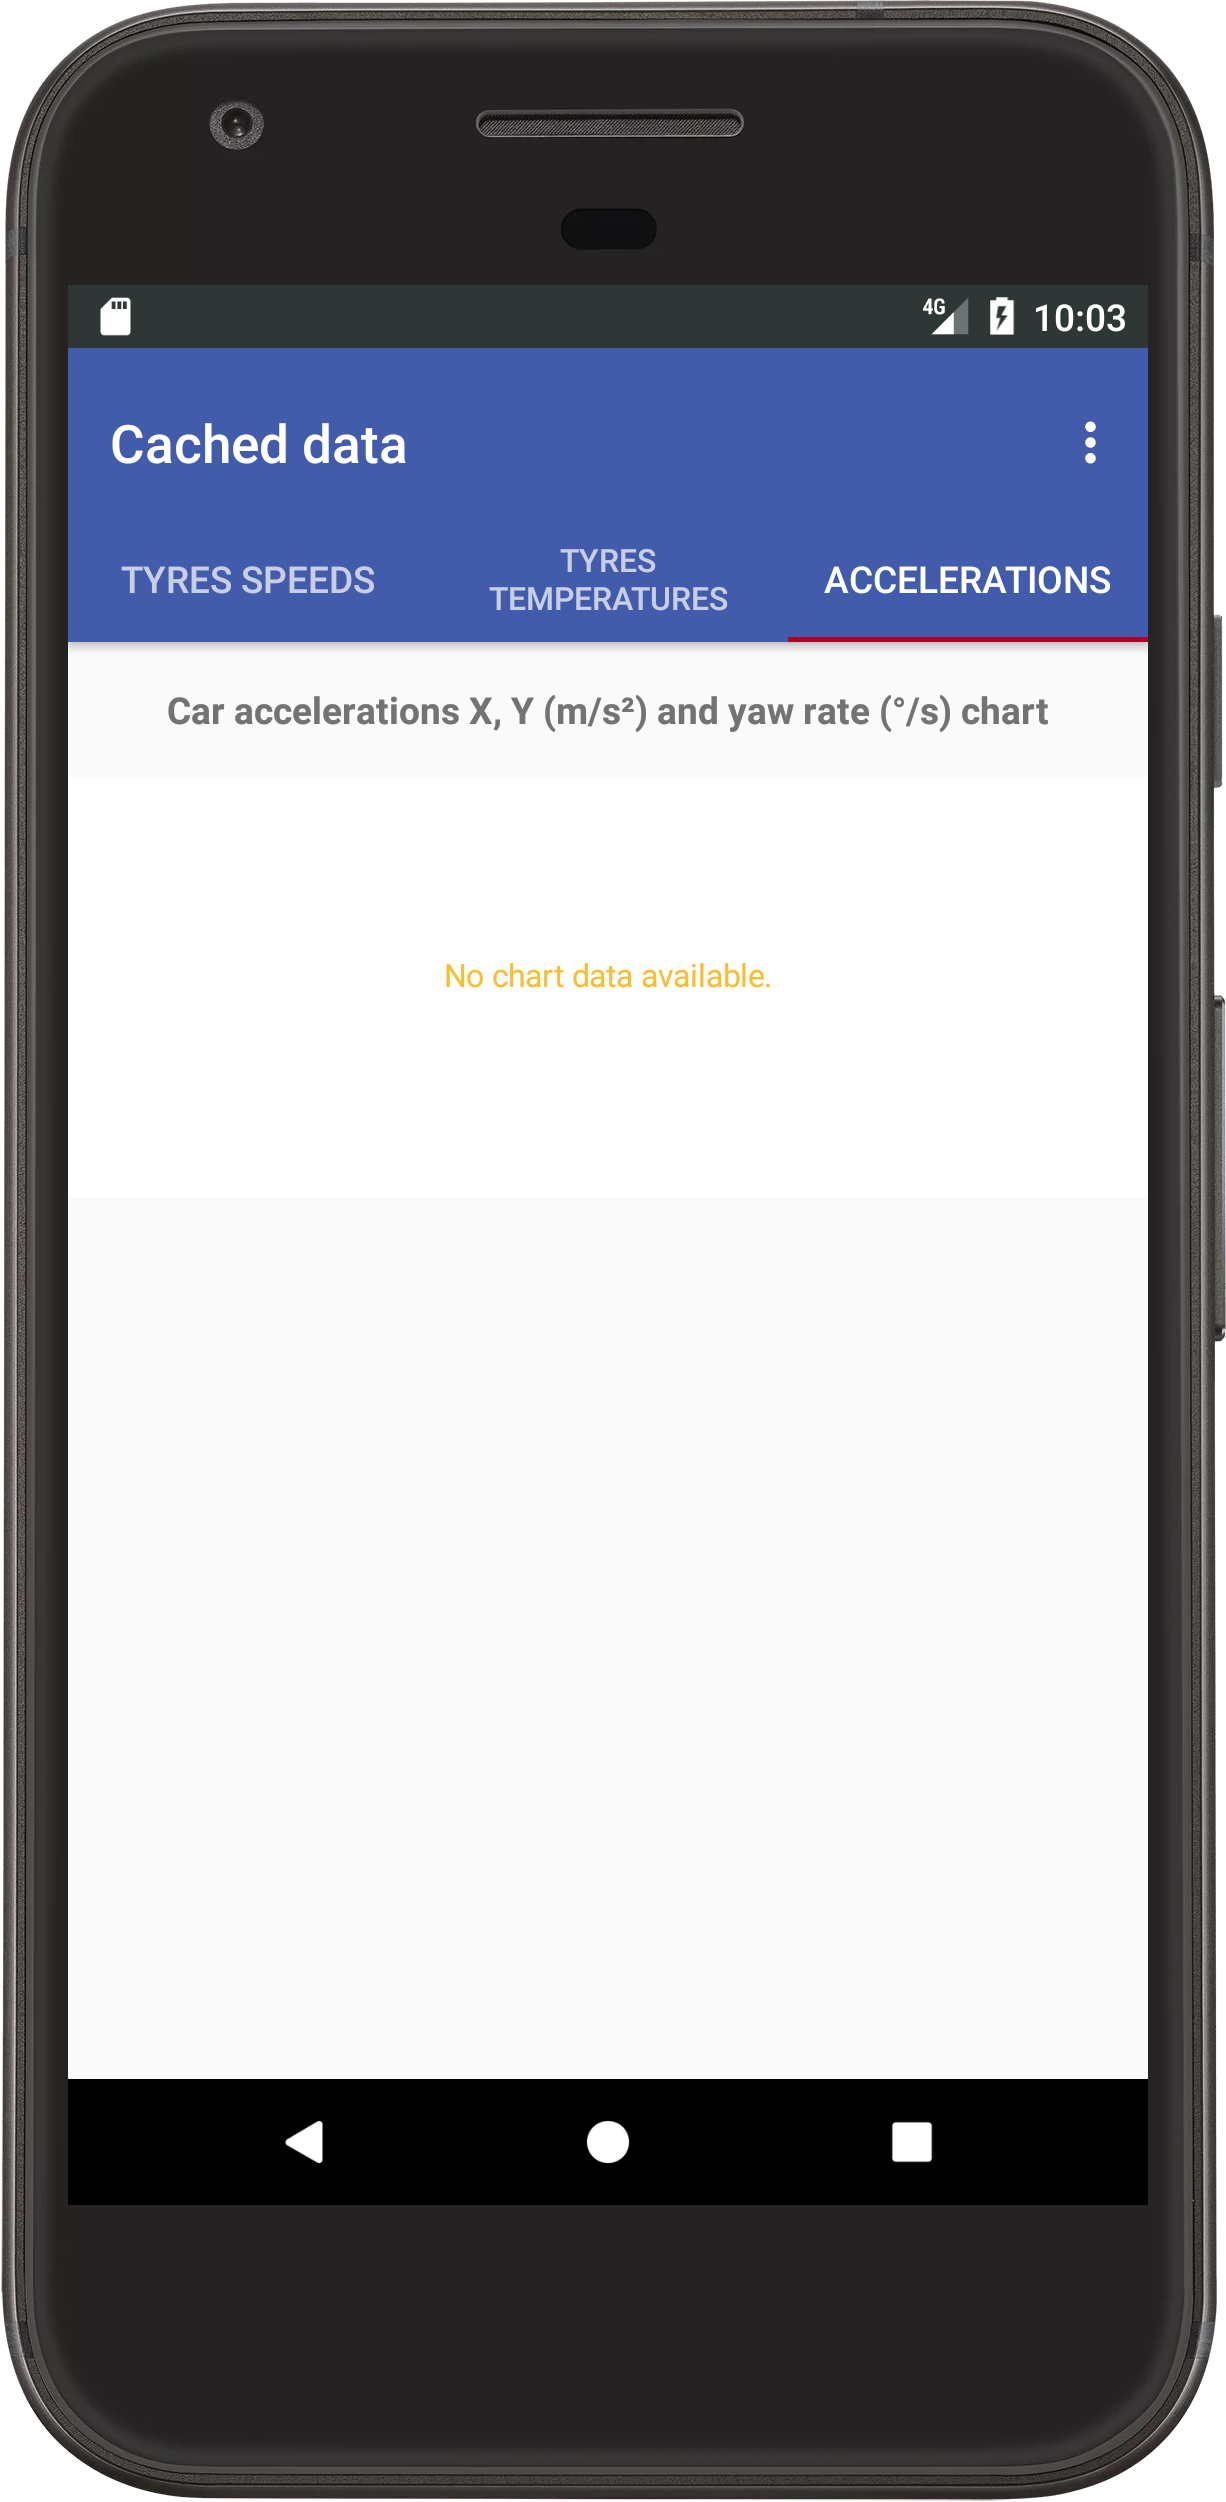 4G 10:03
Cached data
TYRES SPEEDS
TYRES
TEMPERATURES
ACCELERATIONS
Car accelerations X, Y (m/s²) and yaw rate (°/s) chart
No chart data available.